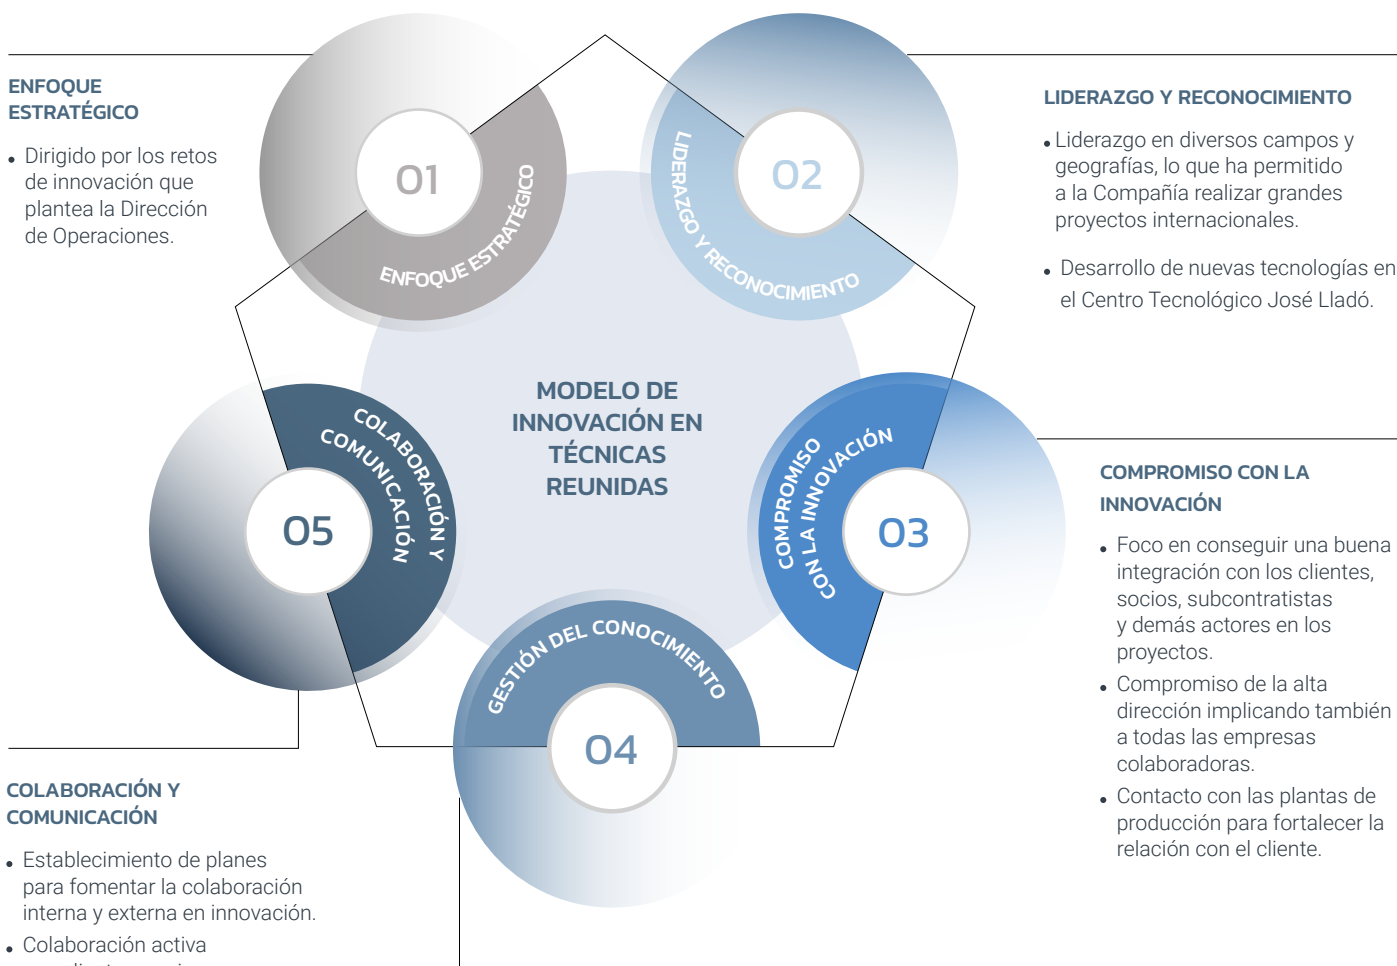 ENFOQUE
ESTRATÉGICO
• Dirigido por los retos
de innovación que
plantea la Dirección
de Operaciones.
01
ENFOQUE ESTRATÉGICO
02
LIDERAZGO Y RECONOCIMIENTO
LIDERAZGO Y RECONOCIMIENTO
• Liderazgo en diversos campos y
geografías, lo que ha permitido
a la Compañía realizar grandes
proyectos internacionales.
• Desarrollo de nuevas tecnologías en
el Centro Tecnológico José Lladó.
MODELO DE
INNOVACIÓN EN
TÉCNICAS
REUNIDAS
COLABORACIÓN Y
COMUNICACIÓN
05
COMPROMISO
CON LA INNOVACIÓN
03
COMPROMISO CON LA
INNOVACIÓN
• Foco en conseguir una buena
integración con los clientes,
socios, subcontratistas
y demás actores en los
proyectos.
• Compromiso de la alta
dirección implicando también
a todas las empresas
colaboradoras.
• Contacto con las plantas de
producción para fortalecer la
relación con el cliente.
GESTIÓN DEL CONOCIMIENTO
04
COLABORACIÓN Y
COMUNICACIÓN
• Establecimiento de planes
para fomentar la colaboración
interna y externa en innovación.
• Colaboración activa